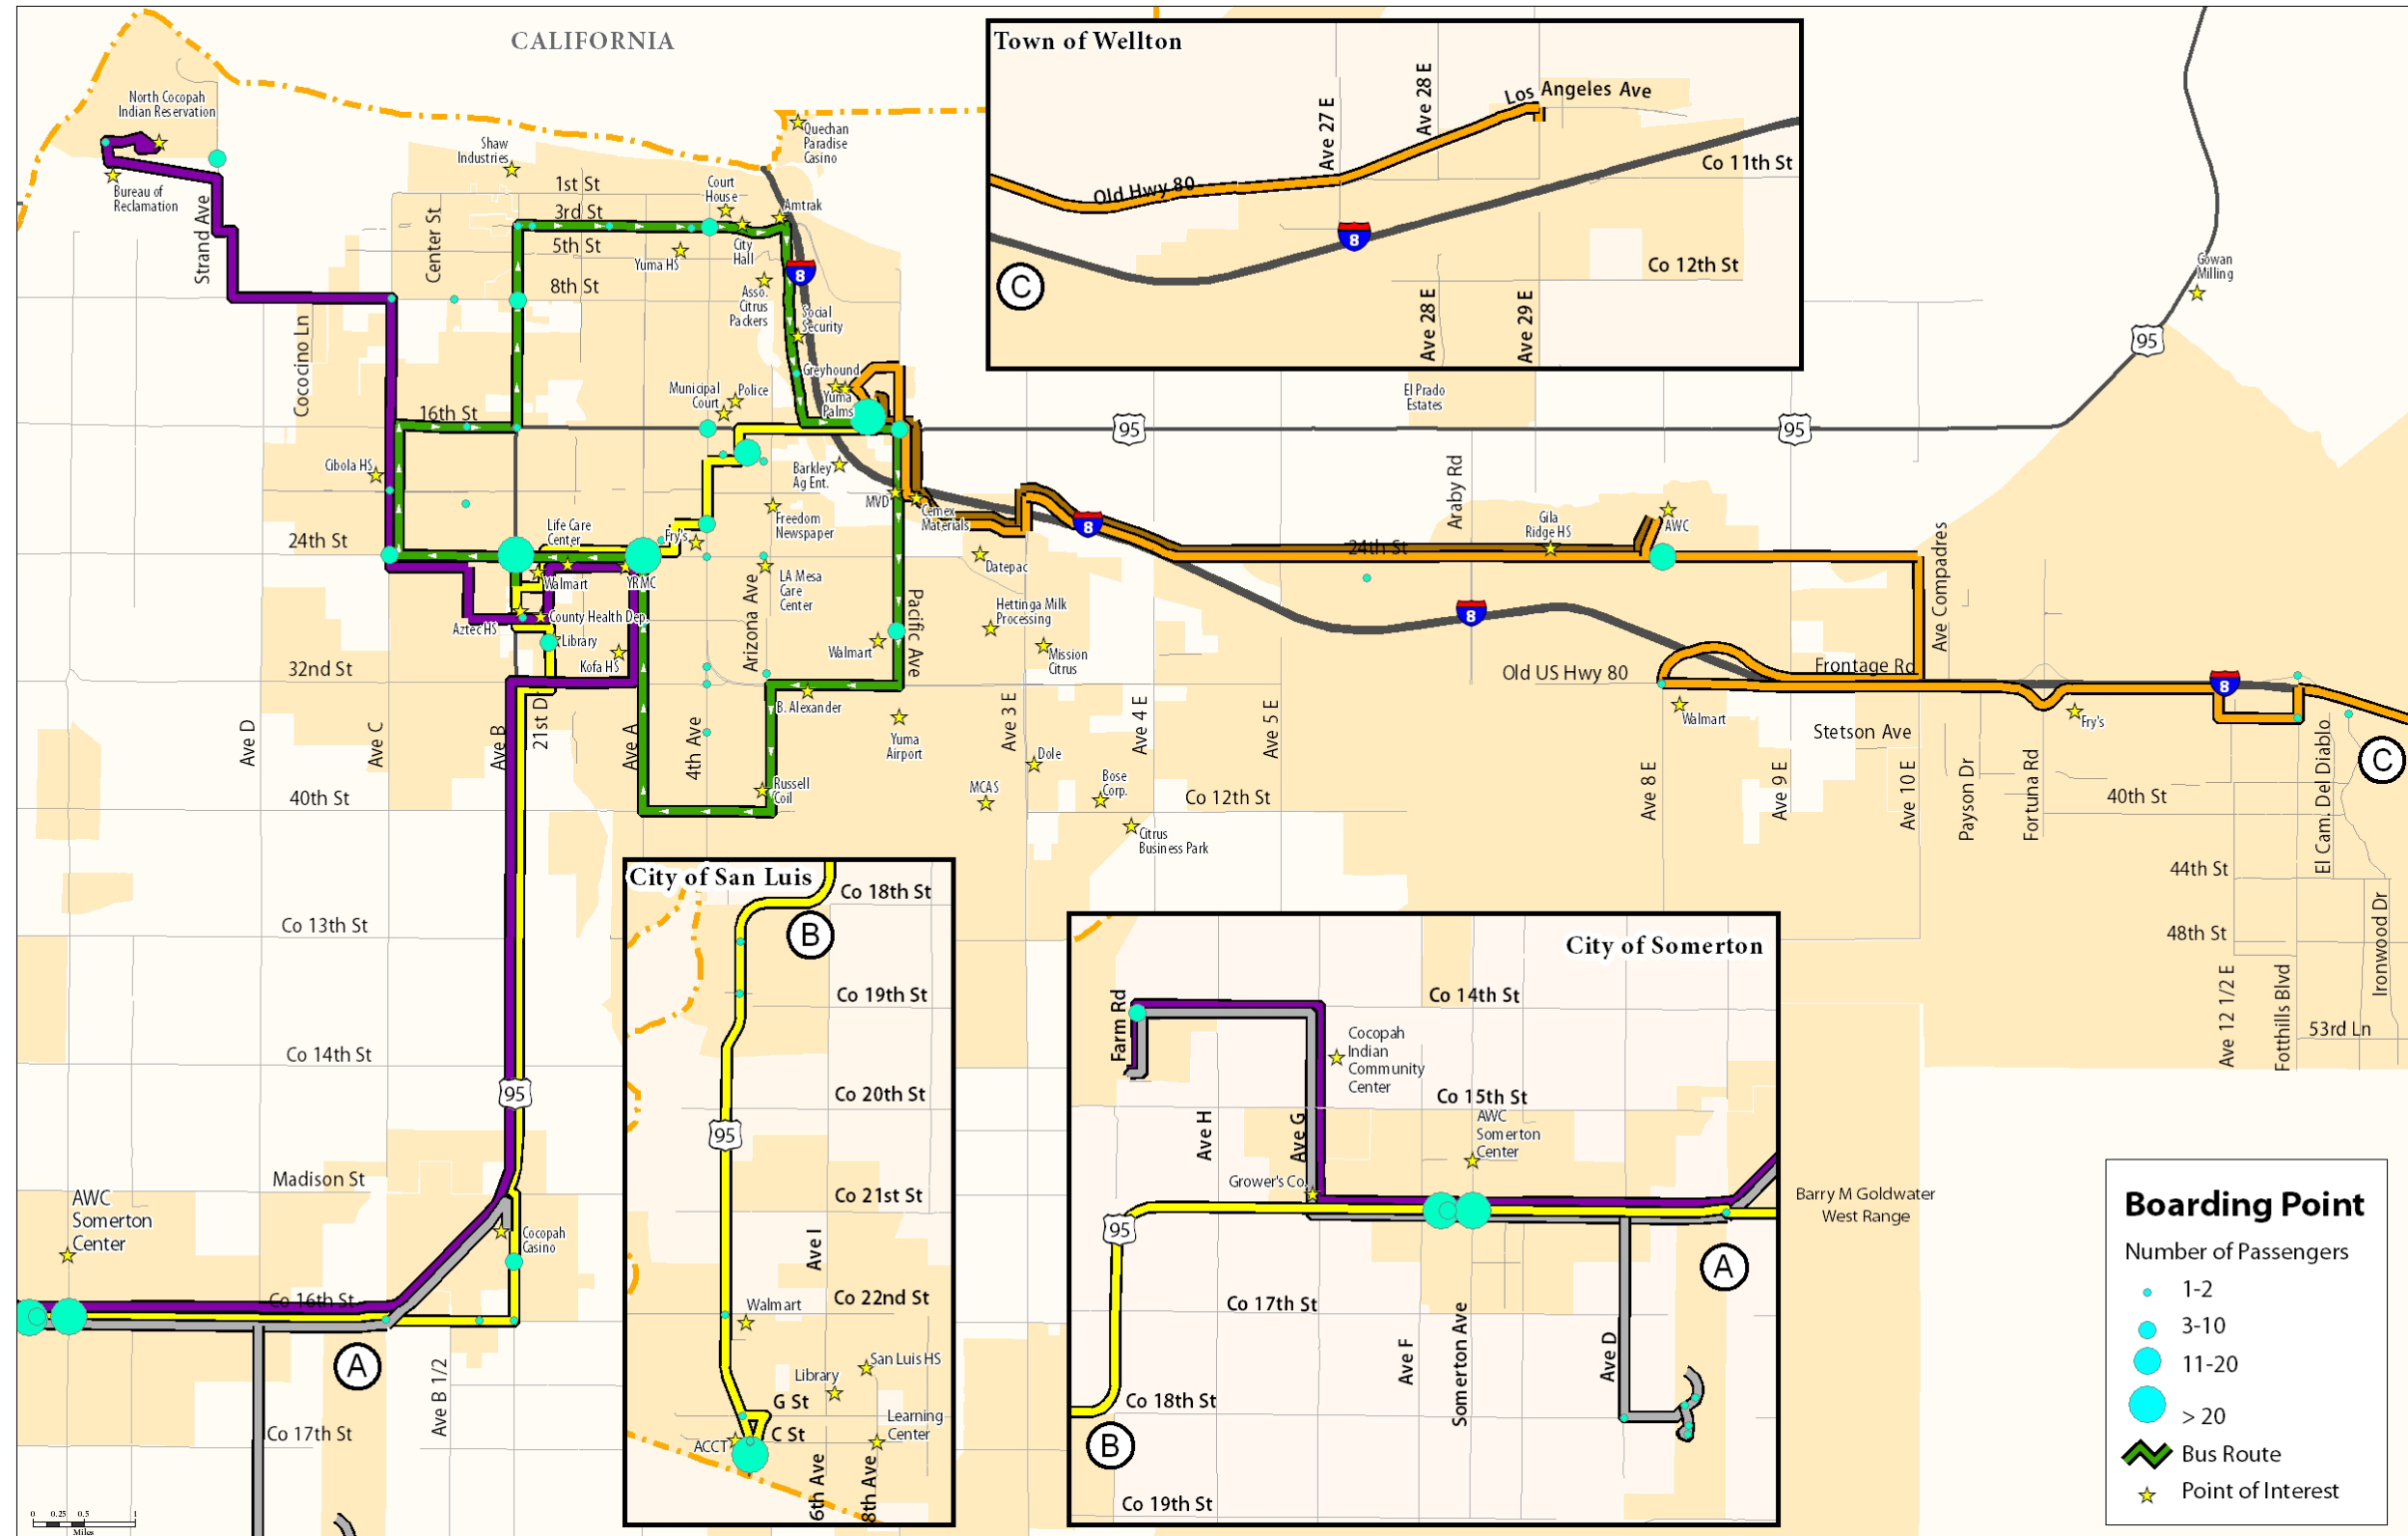 CALIFORNIA
North Cocopah
Indian Reservation
Bureau of
Reclamation
Strand Ave
Shaw
Industries
Center St
1st St
3rd St
5th St
8th St
Court
House
Amtrak
Quechan
Paradise
Casino
City
Hall
Yuma HS
8
Asso.
Citrus
Packers
Social
Security
Greyhound
Yuma
Palms
Municipal
Court
Police
Cococino Ln
16th St
Cibola HS
Barkley
Ag Ent.
MVD
Cemex
Materials
Freedom
Newspaper
24th St
Life Care
Center
Fry's
Walmart
YRMC
County Health Dep.
Aztec HS
Library
Kofa HS
LA Mesa
Care
Center
Arizona Ave
Pacific Ave
Walmart
Datepac
Hettinga Milk
Processing
Mission
Citrus
32nd St
B. Alexander
Yuma
Airport
Ave D
Ave C
Ave B
21st D
Ave A
4th Ave
Ave 3 E
Ave 4 E
Ave 5 E
Dole
MCAS
Bose
Corp.
Citrus
Business Park
Russell
Coil
40th St
Co 12th St
Co 13th St
Co 14th St
95
Madison St
AWC
Somerton
Center
Cocopah
Casino
Co 16th St
A
Ave B 1/2
Co 17th St
0 0.25 0.5 1
Miles
Town of Wellton
Los Angeles Ave
Ave 27 E
Ave 28 E
Old Hwy 80
Co 11th St
8
Co 12th St
C
Ave 28 E
Ave 29 E
El Prado
Estates
95
95
95
Gowan
Milling
Araby Rd
Gila
Ridge HS
AWC
8
24th St
8
Ave Compadres
Old US Hwy 80
Frontage Rd
Walmart
Stetson Ave
Fry's
8
C
Ave 8 E
Ave 9 E
Ave 10 E
Payson Dr
Fortuna Rd
40th St
El Cam. Del Diablo
44th St
48th St
Ironwood Dr
Ave 12 1/2 E
Fotthills Blvd
53rd Ln
City of San Luis
Co 18th St
B
Co 19th St
Co 20th St
95
Co 21st St
Ave I
Co 22nd St
Walmart
San Luis HS
Library
G St
C St
Learning
Center
ACCT
6th Ave
8th Ave
City of Somerton
Farm Rd
Co 14th St
Cocopah
Indian
Community
Center
Co 15th St
AWC
Somerton
Center
Ave H
Ave G
Grower's Co.
95
A
Co 17th St
Ave F
Somerton Ave
Ave D
Co 18th St
B
Co 19th St
Barry M Goldwater
West Range
Boarding Point
Number of Passengers
1-2
3-10
11-20
> 20
Bus Route
Point of Interest